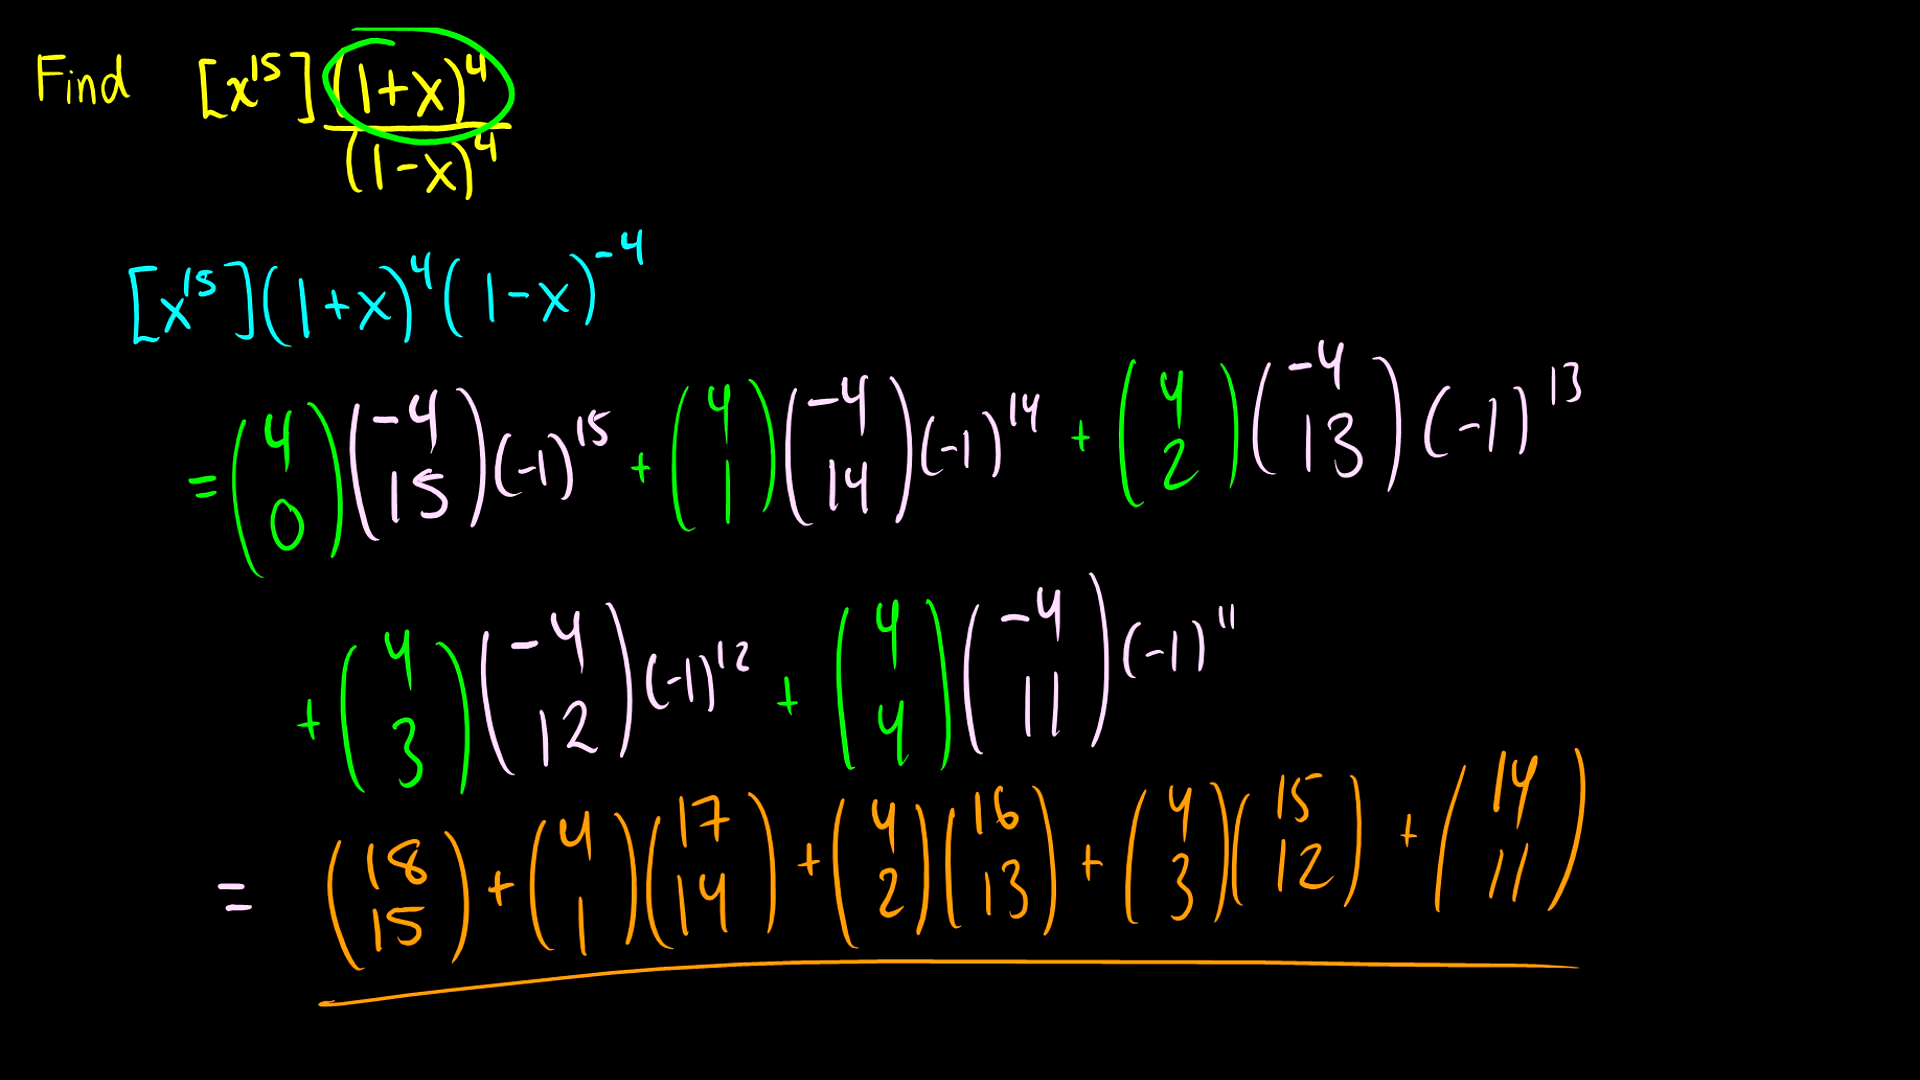 Find [x^15] (1+x)^4 / (1-x)^4
[x^15](1+x)^4(1-x)^-4
= (4 0)(-4 15)(-1)^15 + (4 1)(-4 14)(-1)^14 + (4 2)(-4 13)(-1)^13
+ (4 3)(-4 12)(-1)^12 + (4 4)(-4 11)(-1)^11
= (18 15) + (4 1)(17 14) + (4 2)(16 13) + (4 3)(15 12) + (14 11)